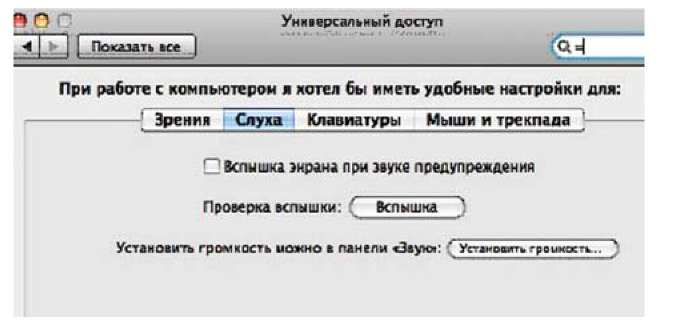 Универсальный доступ
Показать все
=
При работе с компьютером я хотел бы иметь удобные настройки для:
Зрения Слуха Клавиатуры Мыши и трекпада
Вспышка экрана при звуке предупреждения
Проверка вспышки: Вспышка
Установить громкость можно в панели «Звук»: Установить громкость...